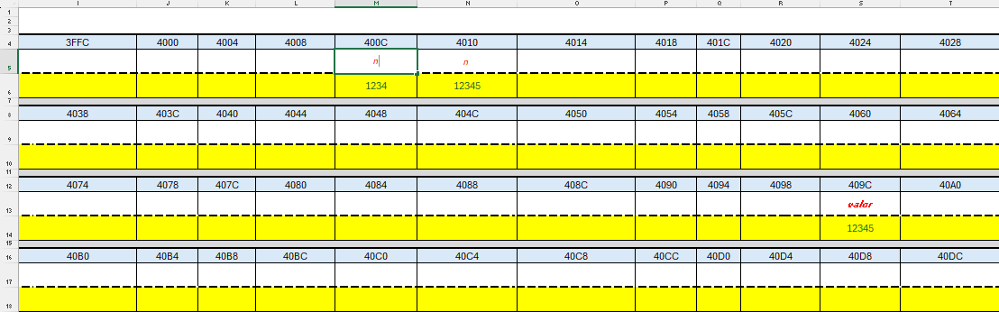 I J K L M N O P Q R S T
1
2
3
4 3FFC 4000 4004 4008 400C 4010 4014 4018 401C 4020 4024 4028
5 n n
6 1234 12345
7
8 4038 403C 4040 4044 4048 404C 4050 4054 4058 405C 4060 4064
9
10
11
12 4074 4078 407C 4080 4084 4088 408C 4090 4094 4098 409C 40A0
13 valor
14 12345
15
16 40B0 40B4 40B8 40BC 40C0 40C4 40C8 40CC 40D0 40D4 40D8 40DC
17
18